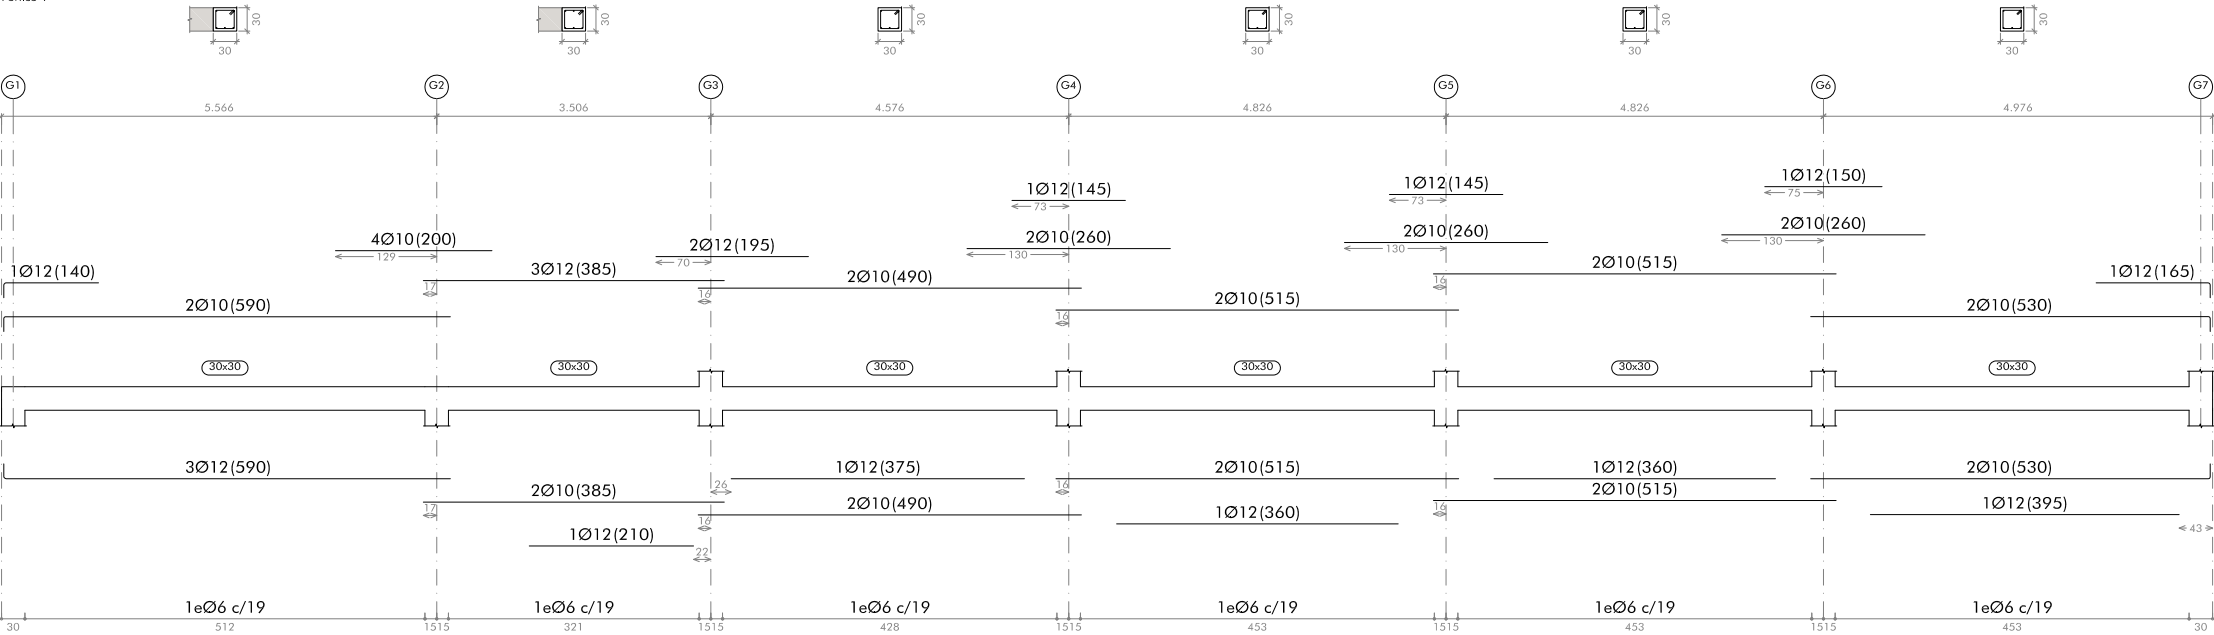 30 30 30 30 30 30
30 30 30 30 30 30
G1 G2 G3 G4 G5 G6 G7
5.566 3.506 4.576 4.826 4.826 4.976
1Ø12(145) 1Ø12(145) 1Ø12(150)
73 73 75
4Ø10(200) 2Ø12(195) 2Ø10(260) 2Ø10(260) 2Ø10(260)
129 70 130 130 130
1Ø12(140) 3Ø12(385) 2Ø10(490) 2Ø10(515) 1Ø12(165)
17 16 16
2Ø10(590) 2Ø10(515) 2Ø10(530)
16
30x30 30x30 30x30 30x30 30x30 30x30
3Ø12(590) 1Ø12(375) 2Ø10(515) 1Ø12(360) 2Ø10(530)
26 16
2Ø10(385) 2Ø10(490) 2Ø10(515) 1Ø12(395)
17 16 16 43
1Ø12(210) 1Ø12(360)
22
1eØ6 c/19 1eØ6 c/19 1eØ6 c/19 1eØ6 c/19 1eØ6 c/19 1eØ6 c/19
30 512 1515 321 1515 428 1515 453 1515 453 1515 453 30